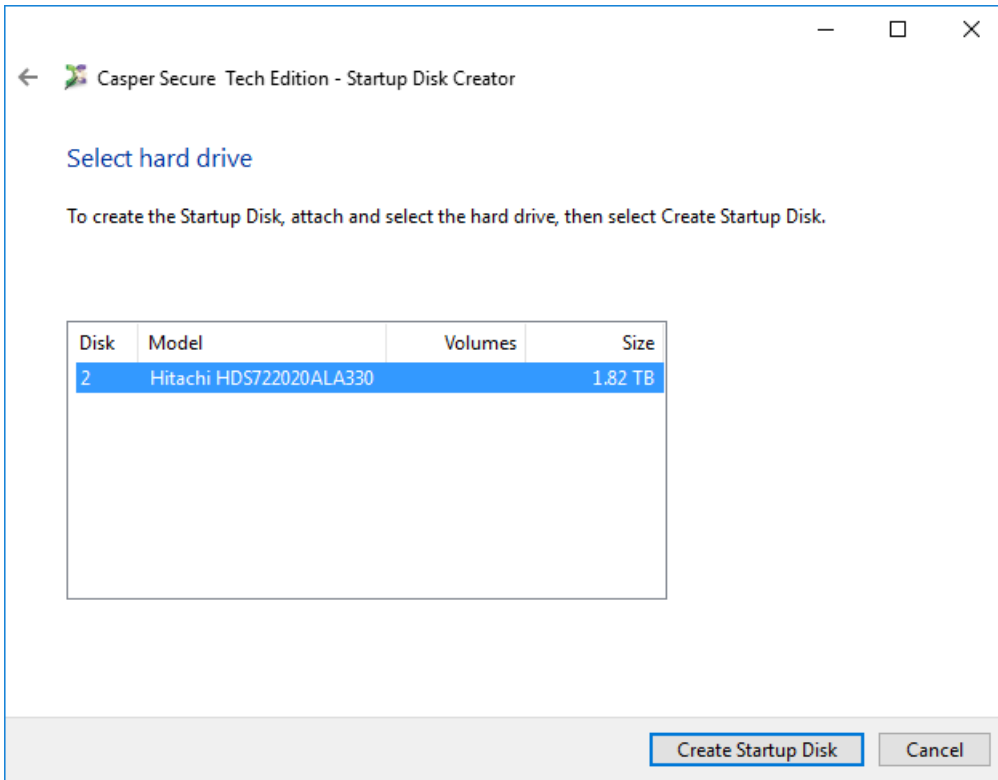 Casper Secure  Tech Edition - Startup Disk Creator
Select hard drive
To create the Startup Disk, attach and select the hard drive, then select Create Startup Disk.
Disk Model Volumes Size
2 Hitachi HDS722020ALA330 1.82 TB
Create Startup Disk Cancel